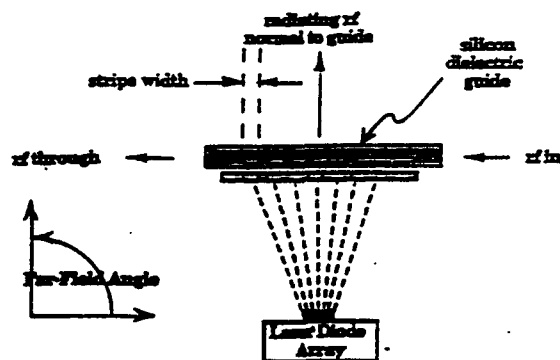 radiating rf
normal to guide
silicon
dielectric
guide
stripe width
rf through
rf in
Far-Field Angle
Laser Diode
Array